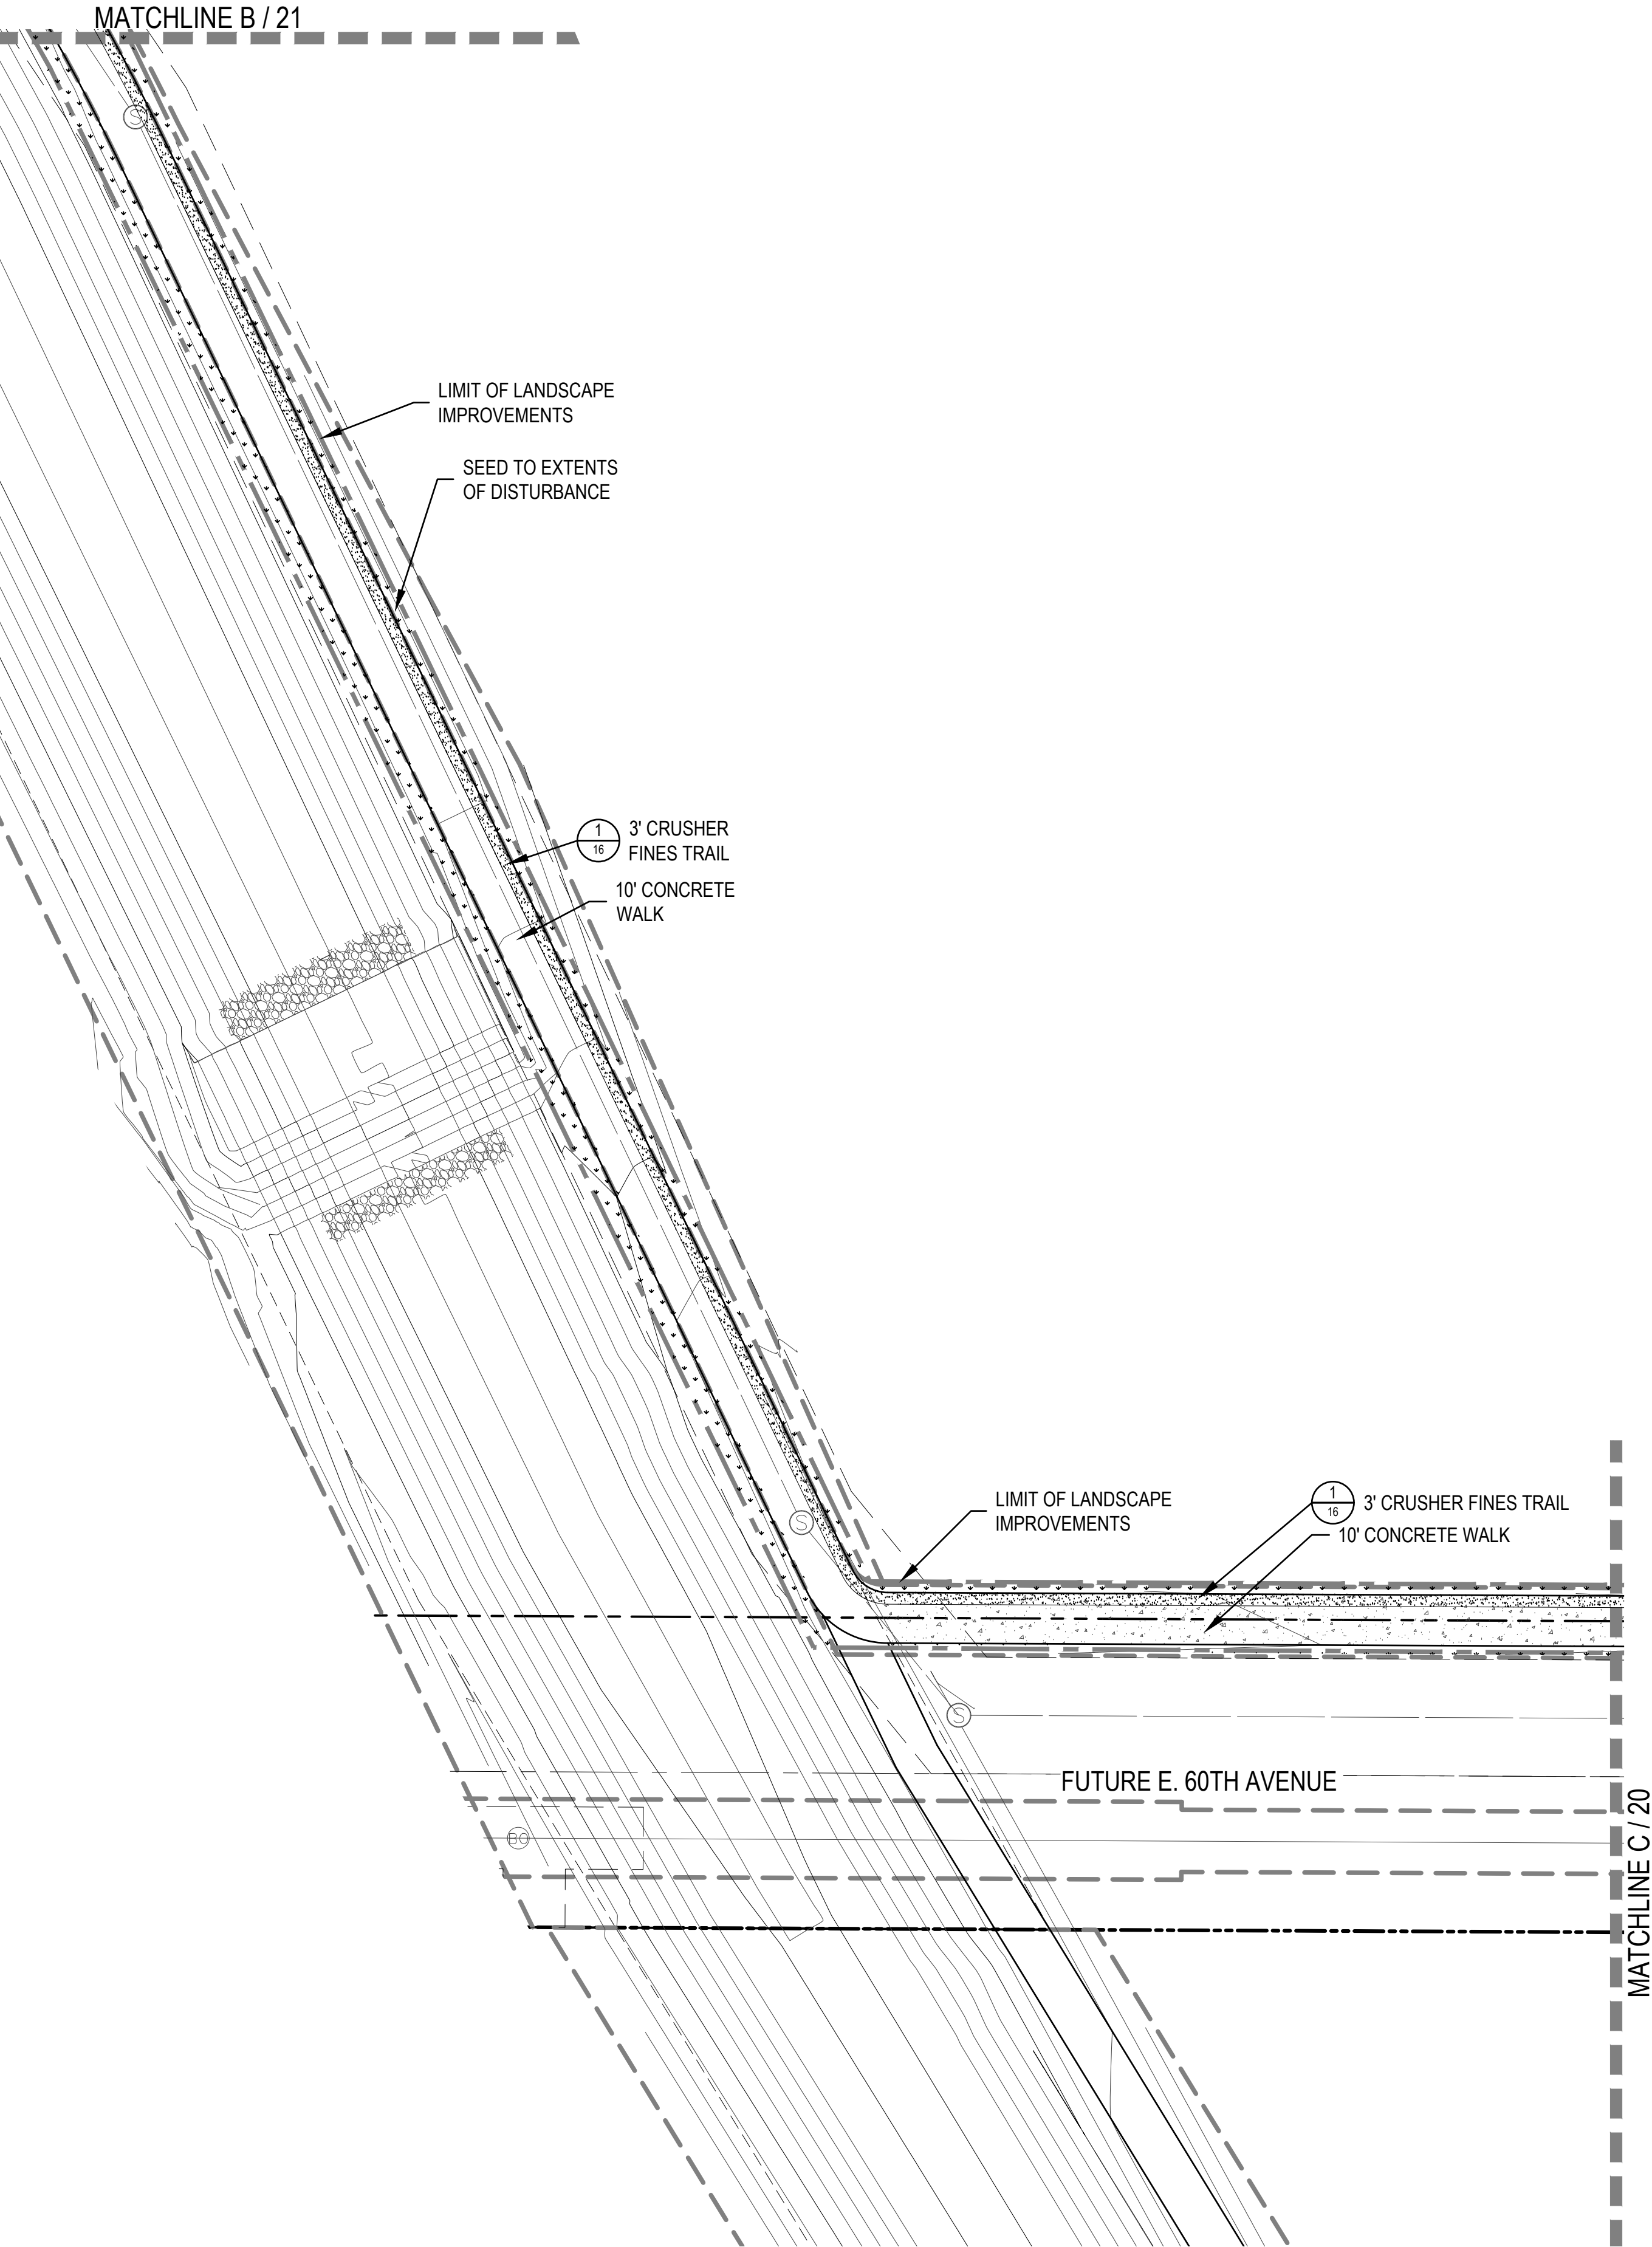 MATCHLINE B / 21
S
LIMIT OF LANDSCAPE
IMPROVEMENTS
SEED TO EXTENTS
OF DISTURBANCE
1
16
3' CRUSHER
FINES TRAIL
10' CONCRETE
WALK
LIMIT OF LANDSCAPE
IMPROVEMENTS
1
16
3' CRUSHER FINES TRAIL
10' CONCRETE WALK
S
S
FUTURE E. 60TH AVENUE
BO
MATCHLINE C / 20